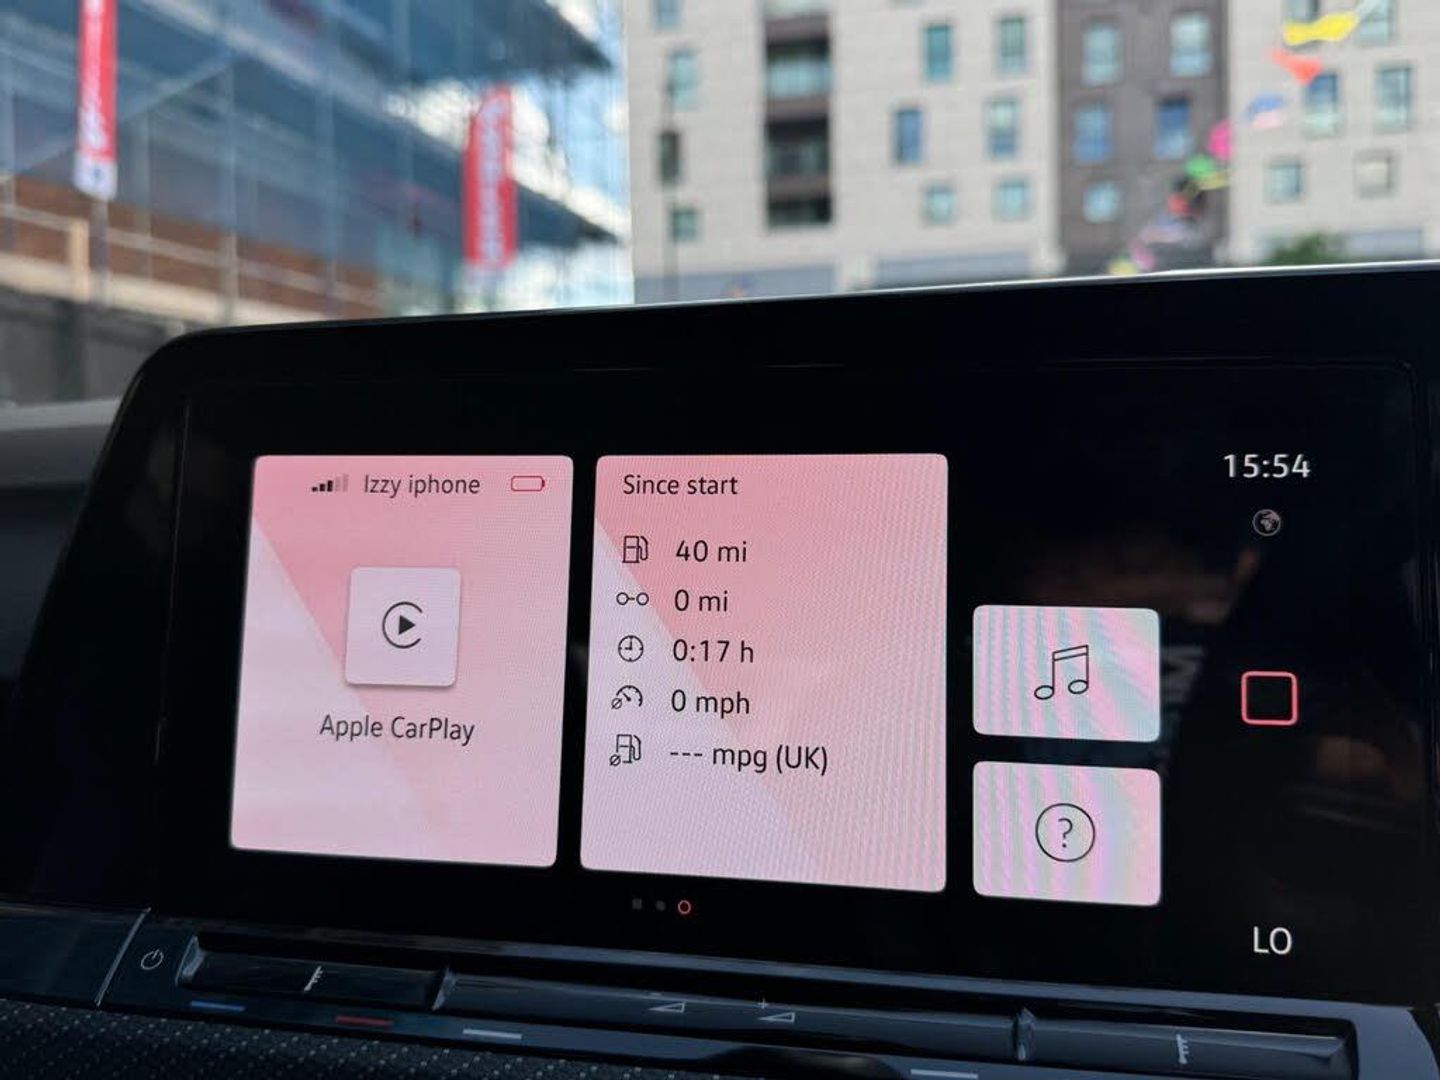 Izzy iphone
Apple CarPlay
Since start
40 mi
0 mi
0:17 h
0 mph
--- mpg (UK)
15:54
?
LO